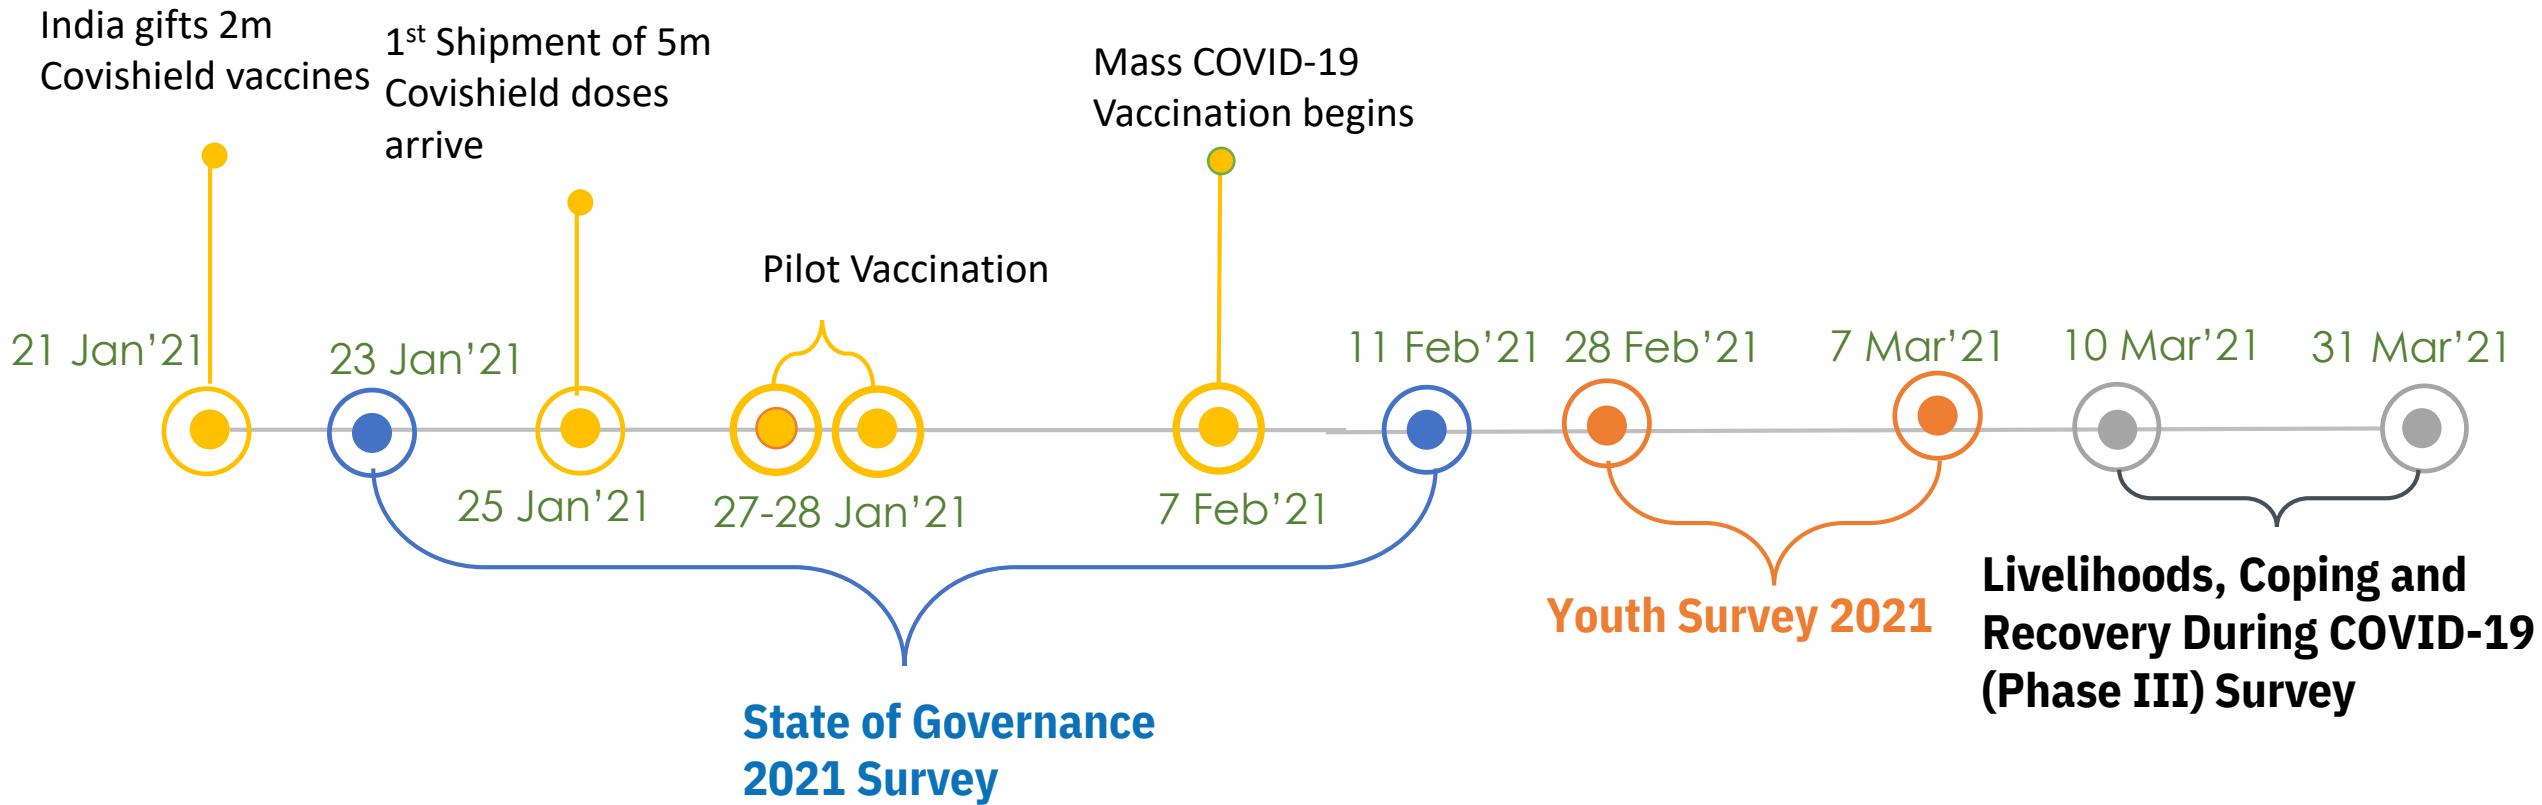 India gifts 2m
Covishield vaccines
1st Shipment of 5m
Covishield doses
arrive
Mass COVID-19
Vaccination begins
Pilot Vaccination
21 Jan’21
23 Jan’21
11 Feb’21
28 Feb’21
7 Mar’21
10 Mar’21
31 Mar’21
25 Jan’21
27-28 Jan’21
7 Feb’21
State of Governance
2021 Survey
Youth Survey 2021
Livelihoods, Coping and
Recovery During COVID-19
(Phase III) Survey